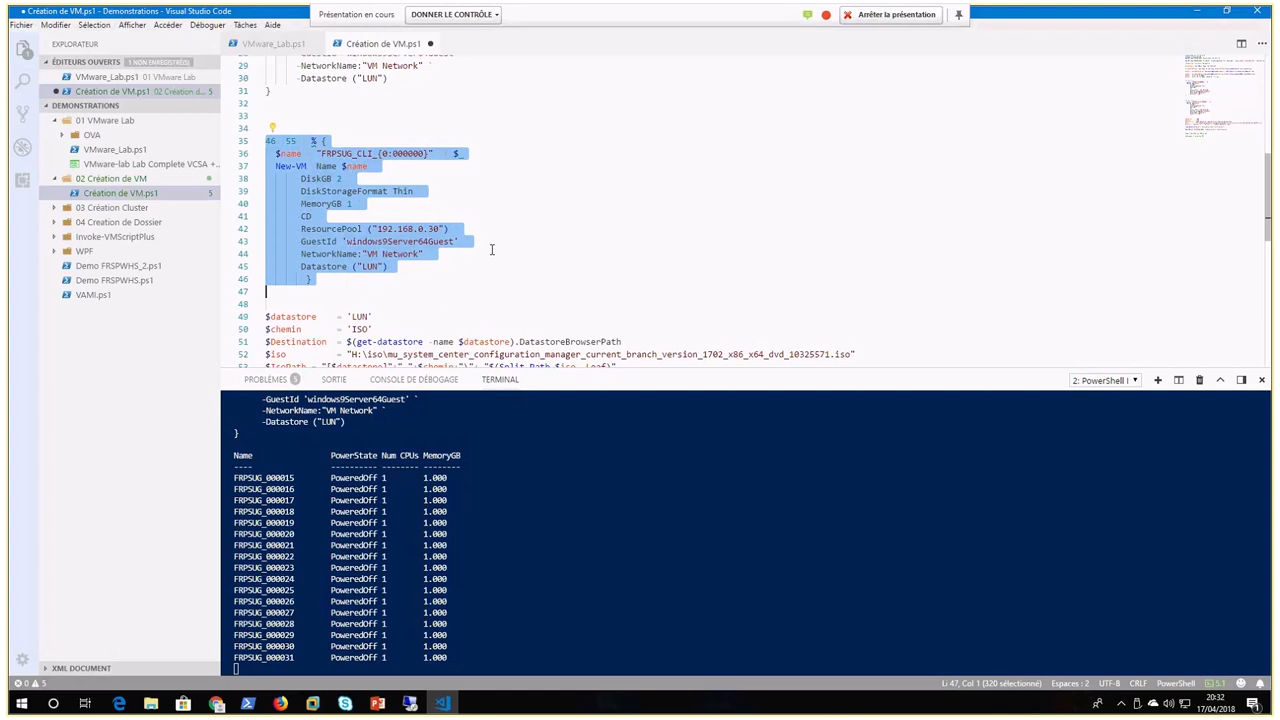 Création de VM.ps1 - Demonstrations - Visual Studio Code
Présentation en cours
DONNER LE CONTRÔLE
Arrêter la présentation
Fichier Modifier Sélection Afficher Accéder Déboguer Tâches Aide
EXPLORATEUR
ÉDITEURS OUVERTS 1 NON ENREGISTRÉ(S)
VMware_Lab.ps1 01 VMware Lab
Création de VM.ps1 02 Création d... 5
DEMONSTRATIONS
01 VMware Lab
OVA
VMware_Lab.ps1
VMware-lab Lab Complete VCSA +...
02 Création de VM
Création de VM.ps1 5
03 Création Cluster
04 Creation de Dossier
Invoke-VMScriptPlus
WPF
Demo FRPSWHS_2.ps1
Demo FRPSWHS.ps1
VAMI.ps1
XML DOCUMENT
VMware_Lab.ps1
Création de VM.ps1
29 -NetworkName:"VM Network" `
30 -Datastore ("LUN")
31 }
32
33
34
35 46 55 % {
36 $name "FRPSUG_CLI_{0:000000}" $_
37 New-VM Name $name
38 DiskGB 2
39 DiskStorageFormat Thin
40 MemoryGB 1
41 CD
42 ResourcePool ("192.168.0.30")
43 GuestId 'windows9Server64Guest'
44 NetworkName:"VM Network"
45 Datastore ("LUN")
46 }
47
48
49 $datastore = 'LUN'
50 $chemin = 'ISO'
51 $Destination = $(get-datastore -name $datastore).DatastoreBrowserPath
52 $iso = "H:\iso\mu_system_center_configuration_manager_current_branch_version_1702_x86_x64_dvd_10325571.iso"
PROBLÈMES 5 SORTIE CONSOLE DE DÉBOGAGE TERMINAL
2: PowerShell I
-GuestId 'windows9Server64Guest' `
-NetworkName:"VM Network" `
-Datastore ("LUN")
}
Name PowerState Num CPUs MemoryGB
---- ---------- -------- --------
FRPSUG_000015 PoweredOff 1 1.000
FRPSUG_000016 PoweredOff 1 1.000
FRPSUG_000017 PoweredOff 1 1.000
FRPSUG_000018 PoweredOff 1 1.000
FRPSUG_000019 PoweredOff 1 1.000
FRPSUG_000020 PoweredOff 1 1.000
FRPSUG_000021 PoweredOff 1 1.000
FRPSUG_000022 PoweredOff 1 1.000
FRPSUG_000023 PoweredOff 1 1.000
FRPSUG_000024 PoweredOff 1 1.000
FRPSUG_000025 PoweredOff 1 1.000
FRPSUG_000026 PoweredOff 1 1.000
FRPSUG_000027 PoweredOff 1 1.000
FRPSUG_000028 PoweredOff 1 1.000
FRPSUG_000029 PoweredOff 1 1.000
FRPSUG_000030 PoweredOff 1 1.000
FRPSUG_000031 PoweredOff 1 1.000
0 5
Li 47, Col 1 (320 sélectionné) Espaces : 2 UTF-8 CRLF PowerShell 5.1
20:32
17/04/2018